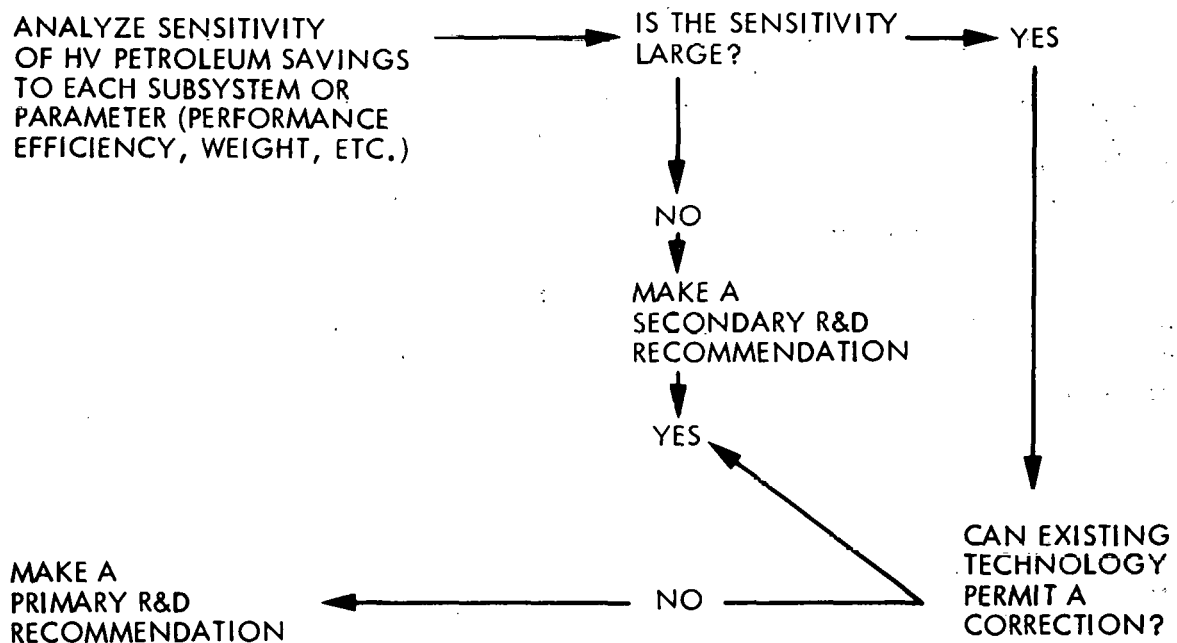 ANALYZE SENSITIVITY
OF HV PETROLEUM SAVINGS
TO EACH SUBSYSTEM OR
PARAMETER (PERFORMANCE
EFFICIENCY, WEIGHT, ETC.)
IS THE SENSITIVITY
LARGE?
YES
NO
MAKE A
SECONDARY R&D
RECOMMENDATION
YES
CAN EXISTING
TECHNOLOGY
PERMIT A
CORRECTION?
NO
MAKE A
PRIMARY R&D
RECOMMENDATION